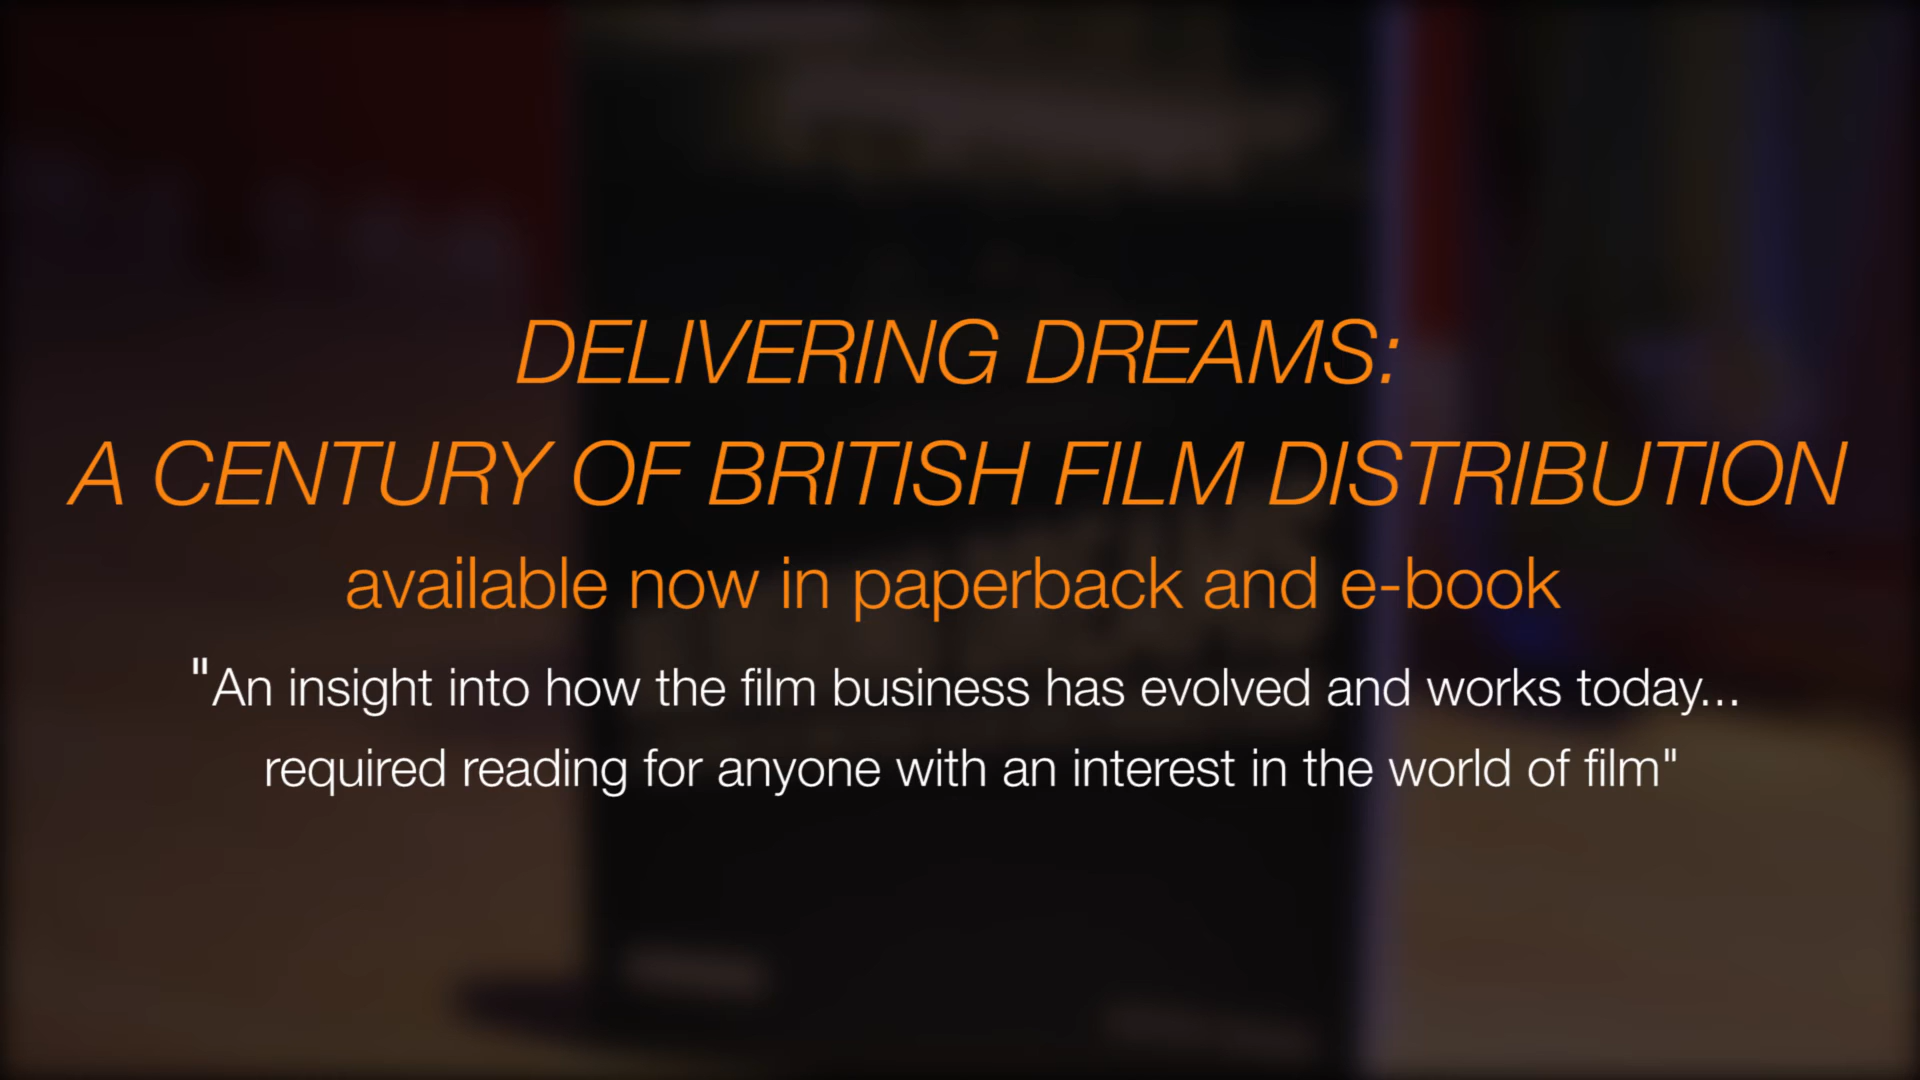 DELIVERING DREAMS:
A CENTURY OF BRITISH FILM DISTRIBUTION
available now in paperback and e-book
"An insight into how the film business has evolved and works today...
required reading for anyone with an interest in the world of film"